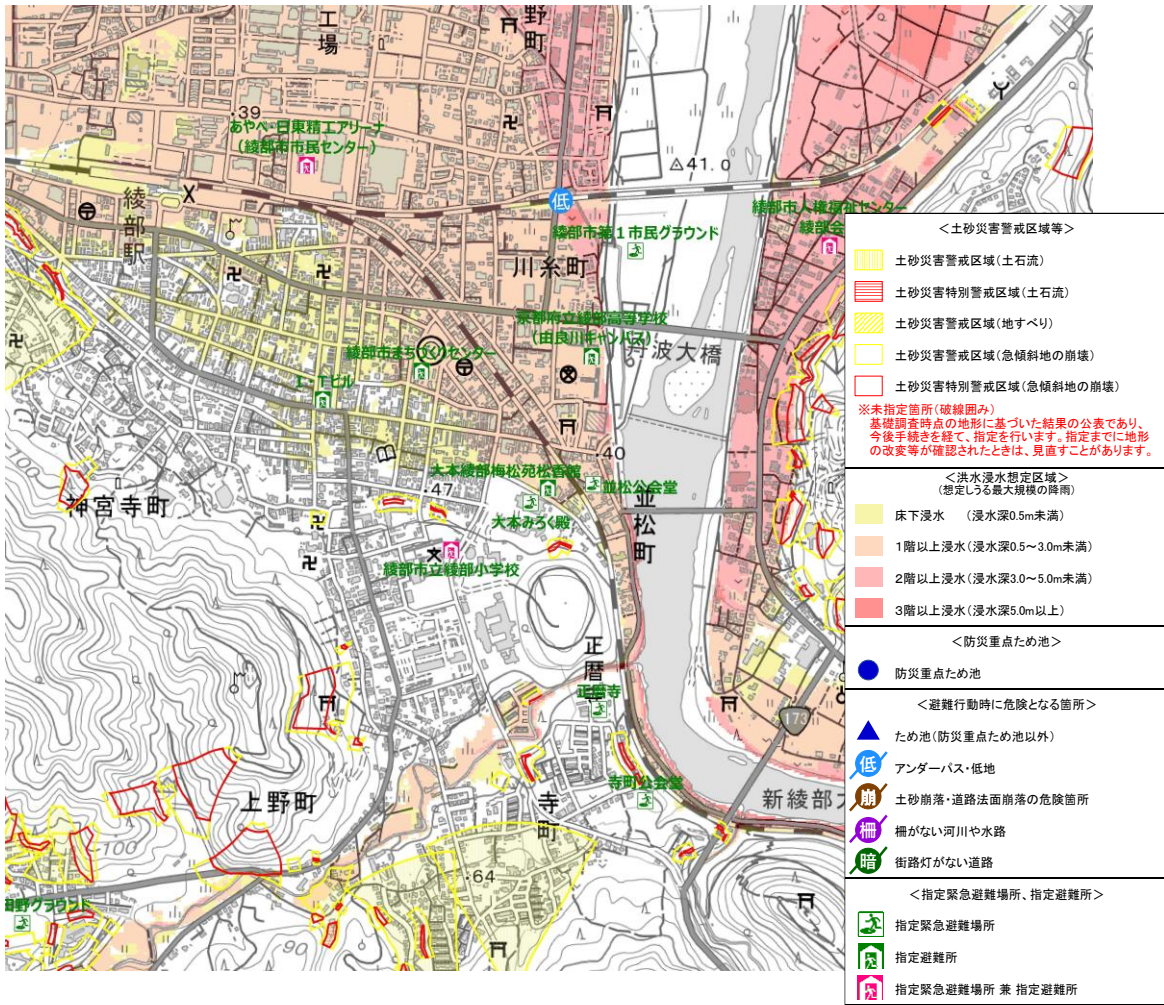 工場
野町
.39
あやべ・日東精工アリーナ
(綾部市市民センター)
△41.0
低
綾部駅
綾部市人権福祉センター
綾部会
綾部市第1市民グラウンド
川糸町
京都府立綾部高等学校
(由良川キャンパス)
丹波大橋
綾部市まちづくりセンター
I・Tビル
.40
大本綾部梅松苑松香館
並松公会堂
.47
神宮寺町
大本みろく殿
並松町
綾部市立綾部小学校
正暦寺
正暦寺
173
寺町公会堂
新綾部大
上野町
寺町
100
.64
田野グラウンド
90
<土砂災害警戒区域等>
土砂災害警戒区域(土石流)
土砂災害特別警戒区域(土石流)
土砂災害警戒区域(地すべり)
土砂災害警戒区域(急傾斜地の崩壊)
土砂災害特別警戒区域(急傾斜地の崩壊)
※未指定箇所(破線囲み)
基礎調査時点の地形に基づいた結果の公表であり、
今後手続きを経て、指定を行います。指定までに地形
の改変等が確認されたときは、見直すことがあります。
<洪水浸水想定区域>
(想定しうる最大規模の降雨)
床下浸水 (浸水深0.5m未満)
1階以上浸水(浸水深0.5～3.0m未満)
2階以上浸水(浸水深3.0～5.0m未満)
3階以上浸水(浸水深5.0m以上)
<防災重点ため池>
防災重点ため池
<避難行動時に危険となる箇所>
ため池(防災重点ため池以外)
低 アンダーパス・低地
崩 土砂崩落・道路法面崩落の危険箇所
柵 柵がない河川や水路
暗 街路灯がない道路
<指定緊急避難場所、指定避難所>
指定緊急避難場所
指定避難所
指定緊急避難場所 兼 指定避難所